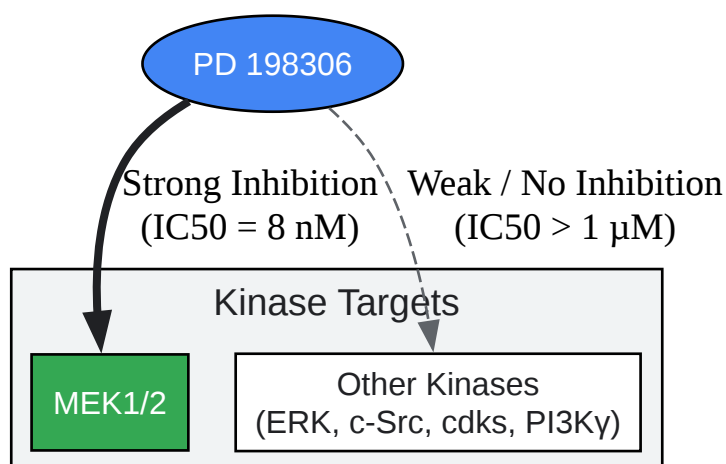 PD 198306
Strong Inhibition
(IC50 = 8 nM)
Weak / No Inhibition
(IC50 > 1 µM)
Kinase Targets
MEK1/2
Other Kinases
(ERK, c-Src, cdks, PI3Kγ)